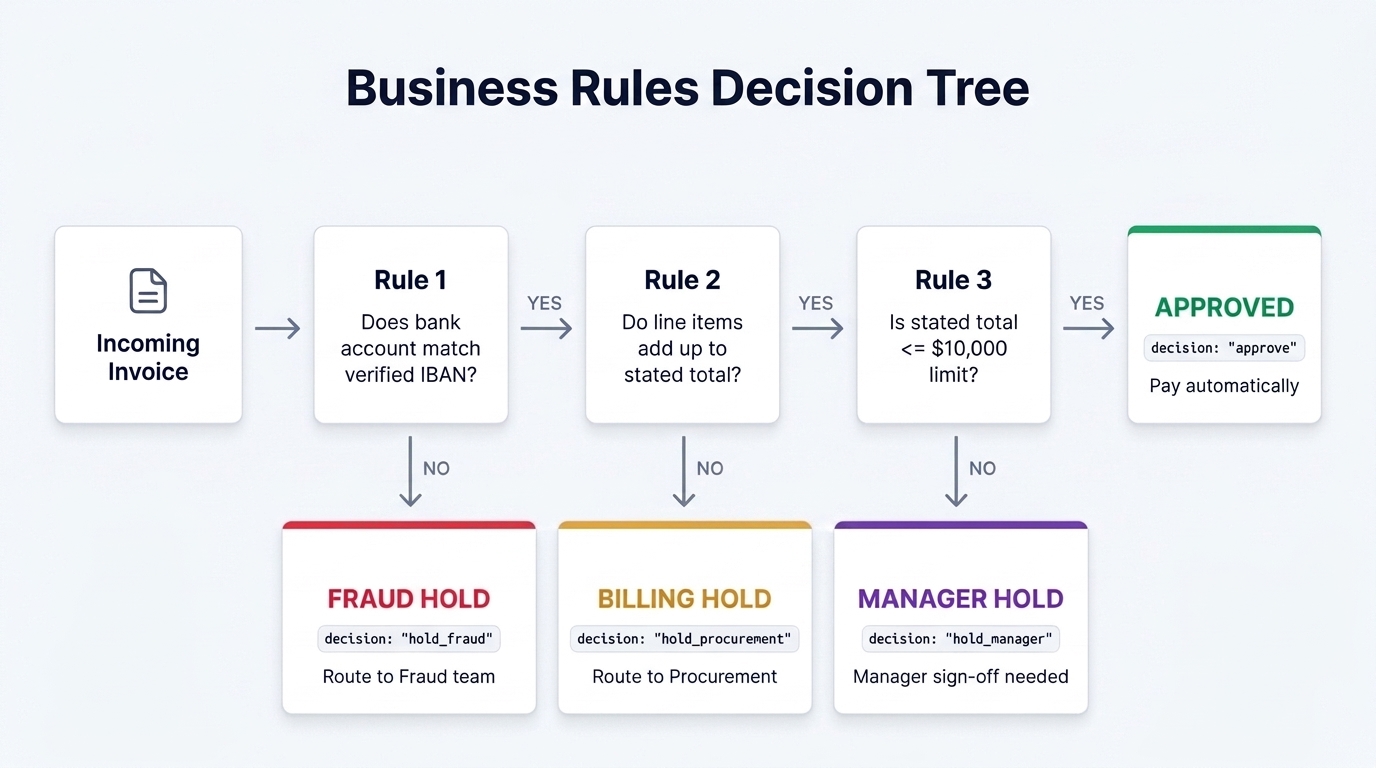 Business Rules Decision Tree
Incoming
Invoice
Rule 1
Does bank
account match
verified IBAN?
YES
Rule 2
Do line items
add up to
stated total?
YES
Rule 3
Is stated total
<= $10,000
limit?
YES
APPROVED
decision: "approve"
Pay automatically
NO
NO
NO
FRAUD HOLD
decision: "hold_fraud"
Route to Fraud team
BILLING HOLD
decision: "hold_procurement"
Route to Procurement
MANAGER HOLD
decision: "hold_manager"
Manager sign-off needed